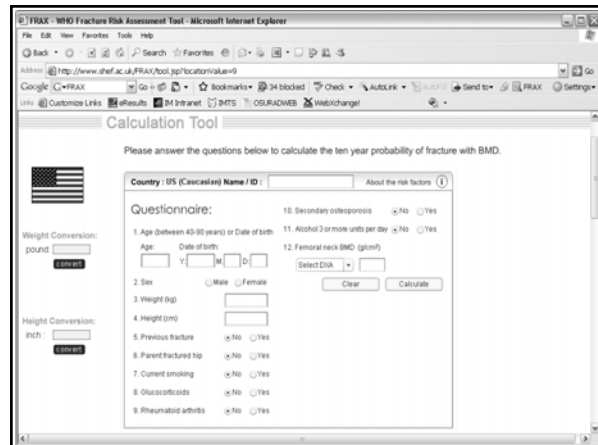 FRAX - WHO Fracture Risk Assessment Tool - Microsoft Internet Explorer
File Edit View Favorites Tools Help
Back Search Favorites
Address http://www.shef.ac.uk/FRAX/tool.jsp?locationValue=9 Go
Google G FRAX Go Bookmarks 34 blocked Check AutoLink AutoFill Send to FRAX Settings
Links Customize Links eResults IM Intranet IMITS OSURADWEB WebXchange!
Calculation Tool
Please answer the questions below to calculate the ten year probability of fracture with BMD.
Country : US (Caucasian) Name / ID : About the risk factors i
Weight Conversion:
pound:
convert
Height Conversion:
inch :
convert
Questionnaire:
1. Age (between 40-90 years) or Date of birth
Age: Date of birth:
Y: M: D:
2. Sex Male Female
3. Weight (kg)
4. Height (cm)
5. Previous fracture No Yes
6. Parent fractured hip No Yes
7. Current smoking No Yes
8. Glucocorticoids No Yes
9. Rheumatoid arthritis No Yes
10. Secondary osteoporosis No Yes
11. Alcohol 3 or more units per day No Yes
12. Femoral neck BMD (g/cm²)
Select DXA
Clear Calculate